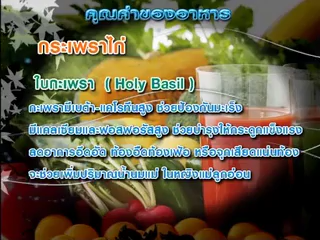 คุณค่าของอาหาร
กระเพราไก่
ใบกะเพรา ( Holy Basil )
กะเพรามีเบต้า-แคโรทีนสูง ช่วยป้องกันมะเร็ง
มีแคลเซียมและฟอสฟอรัสสูง ช่วยบำรุงให้กระดูกแข็งแรง
ลดอาการอึดอัด ท้องอืดท้องเฟ้อ หรือจุกเสียดแน่นท้อง
จะช่วยเพิ่มปริมาณน้ำนมแม่ ในหญิงแม่ลูกอ่อน